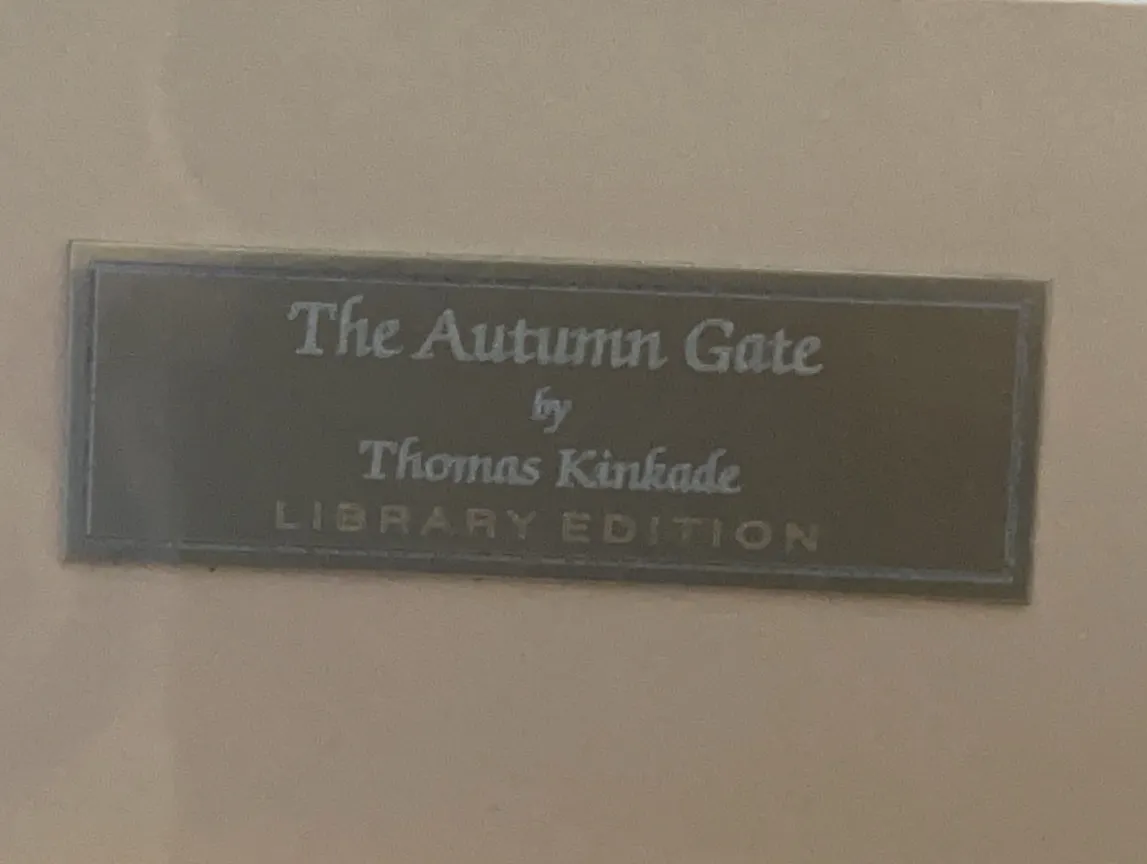 The Autumn Gate
by
Thomas Kinkade
LIBRARY EDITION